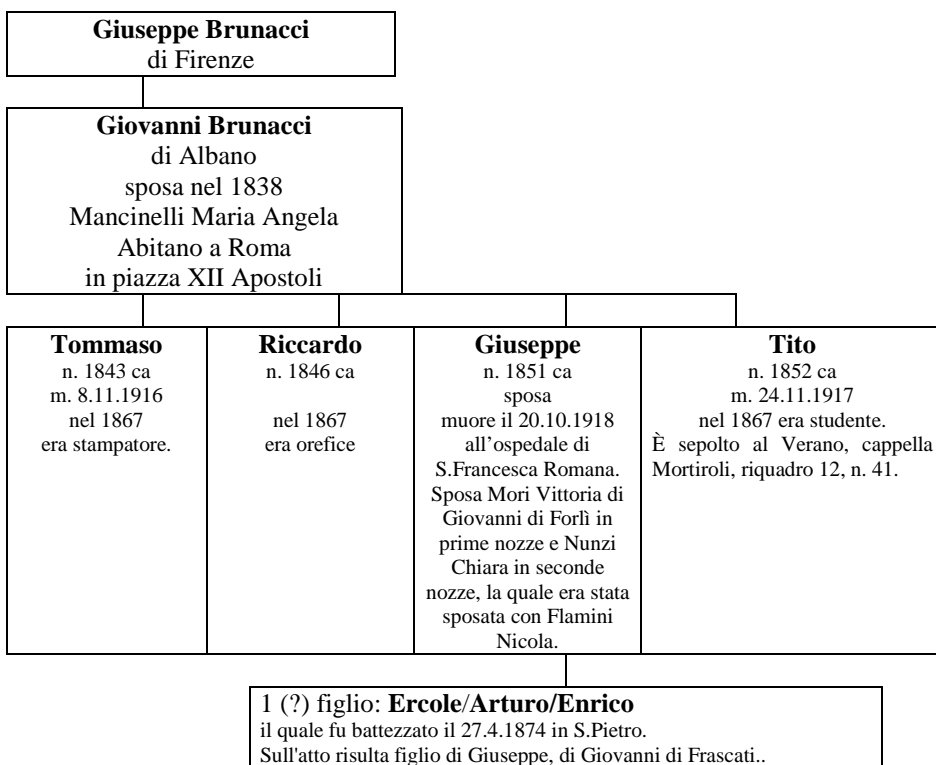 Giuseppe Brunacci
di Firenze
Giovanni Brunacci
di Albano
sposa nel 1838
Mancinelli Maria Angela
Abitano a Roma
in piazza XII Apostoli
Tommaso
n. 1843 ca
m. 8.11.1916
nel 1867
era stampatore.
Riccardo
n. 1846 ca
nel 1867
era orefice
Giuseppe
n. 1851 ca
sposa
muore il 20.10.1918
all’ospedale di
S.Francesca Romana.
Sposa Mori Vittoria di
Giovanni di Forlì in
prime nozze e Nunzi
Chiara in seconde
nozze, la quale era stata
sposata con Flamini
Nicola.
Tito
n. 1852 ca
m. 24.11.1917
nel 1867 era studente.
È sepolto al Verano, cappella
Mortiroli, riquadro 12, n. 41.
1 (?) figlio: Ercole/Arturo/Enrico
il quale fu battezzato il 27.4.1874 in S.Pietro.
Sull'atto risulta figlio di Giuseppe, di Giovanni di Frascati..